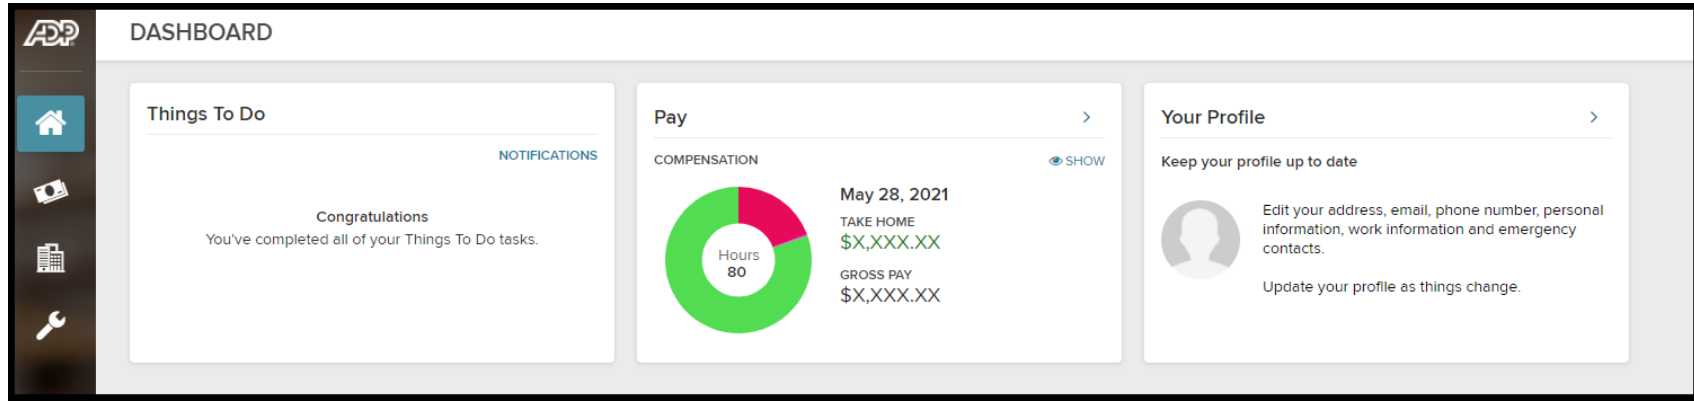 ADP
DASHBOARD
Things To Do
NOTIFICATIONS
Congratulations
You've completed all of your Things To Do tasks.
Pay
COMPENSATION
SHOW
Hours
80
May 28, 2021
TAKE HOME
$X,XXX.XX
GROSS PAY
$X,XXX.XX
Your Profile
Keep your profile up to date
Edit your address, email, phone number, personal
information, work information and emergency
contacts.
Update your profile as things change.